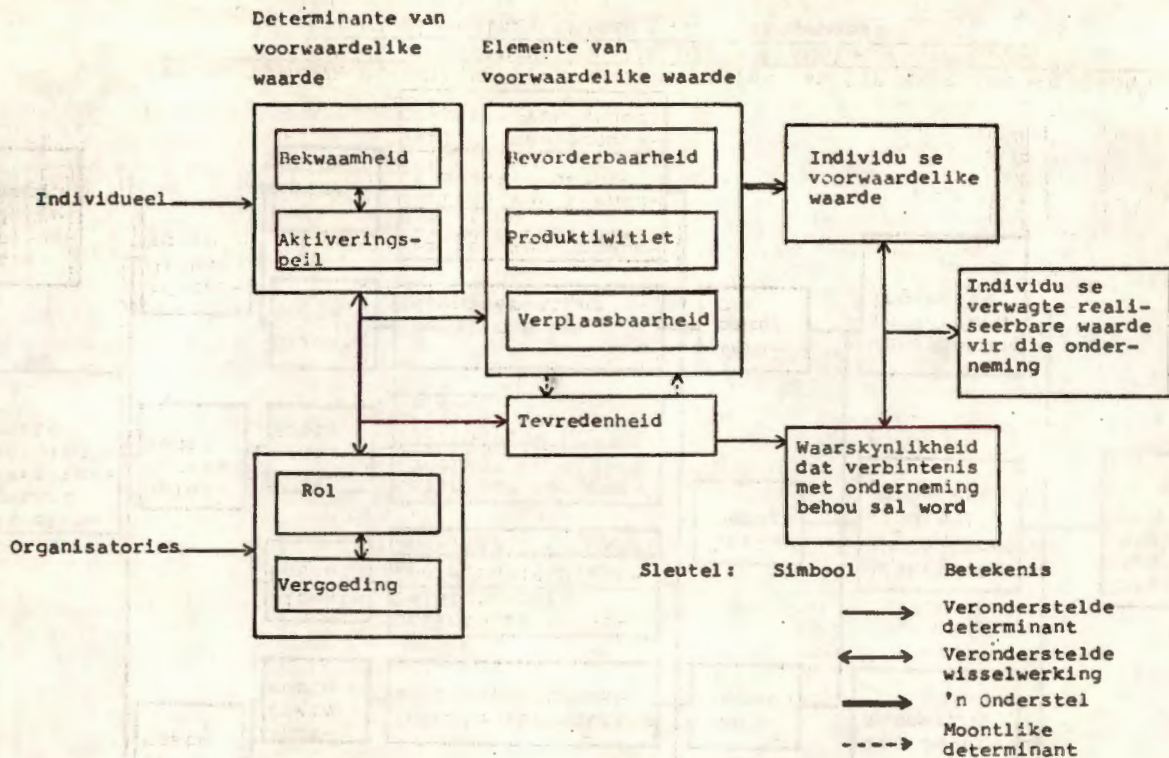 Determinante van
voorwaardelike
waarde
Elemente van
voorwaardelike waarde
Individueel
Bekwaamheid
Aktiverings-
peil
Bevorderbaarheid
Produktiwitiet
Verplaasbaarheid
Individu se
voorwaardelike
waarde
Individu se
verwagte reali-
seerbare waarde
vir die onder-
neming
Tevredenheid
Waarskynlikheid
dat verbintenis
met onderneming
behou sal word
Organisatories
Rol
Vergoeding
Sleutel: Simbool Betekenis
Veronderstelde
determinant
Veronderstelde
wisselwerking
'n Onderstel
Moontlike
determinant